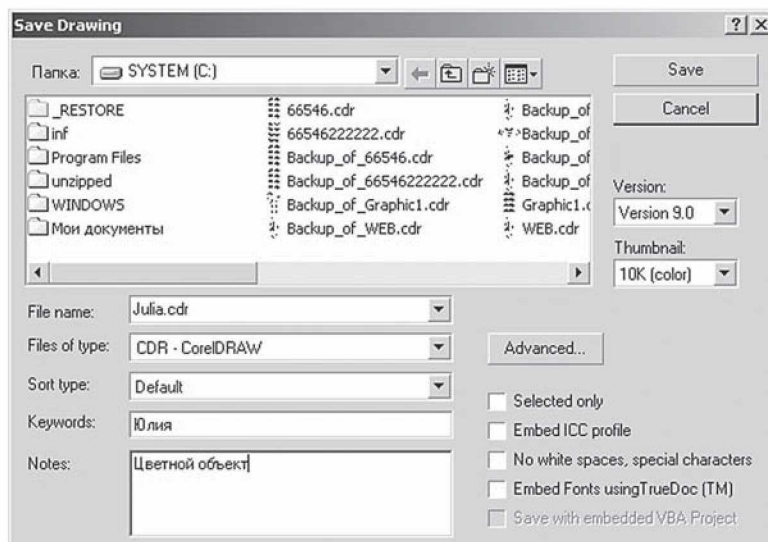 Save Drawing
Папка: SYSTEM (C:)
Save
Cancel
_RESTORE
inf
Program Files
unzipped
WINDOWS
Мои документы
66546.cdr
66546222222.cdr
Backup_of_66546.cdr
Backup_of_66546222222.cdr
Backup_of_Graphic1.cdr
Backup_of_WEB.cdr
Backup_of
Backup_of
Backup_of
Backup_of
Graphic1.c
WEB.cdr
Version:
Version 9.0
Thumbnail:
10K (color)
File name: Julia.cdr
Files of type: CDR - CorelDRAW
Advanced...
Sort type: Default
Keywords: Юлия
Notes: Цветной объект
Selected only
Embed ICC profile
No white spaces, special characters
Embed Fonts usingTrueDoc (TM)
Save with embedded VBA Project